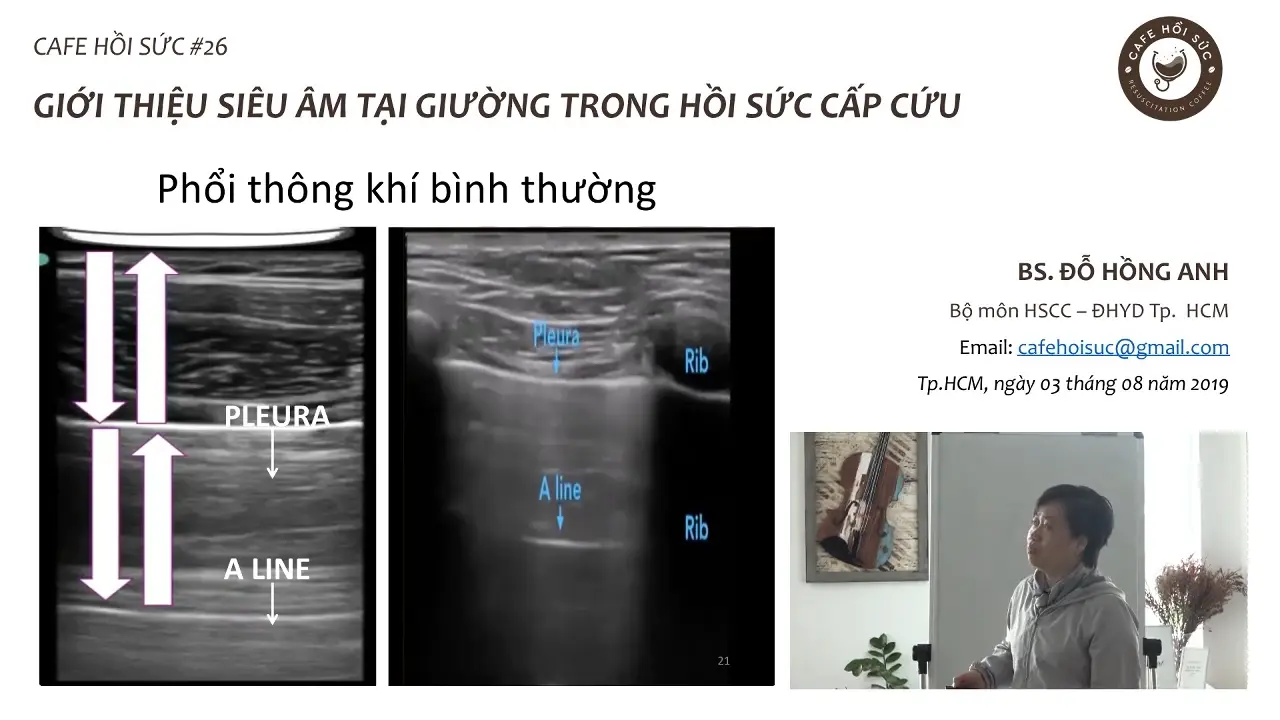 CAFE HỒI SỨC #26
GIỚI THIỆU SIÊU ÂM TẠI GIƯỜNG TRONG HỒI SỨC CẤP CỨU
CAFE HỒI SỨC
RESUSCITATION COFFEE
Phổi thông khí bình thường
PLEURA
A LINE
Pleura
Rib
A line
Rib
21
BS. ĐỖ HỒNG ANH
Bộ môn HSCC – ĐHYD Tp. HCM
Email: cafehoisuc@gmail.com
Tp.HCM, ngày 03 tháng 08 năm 2019